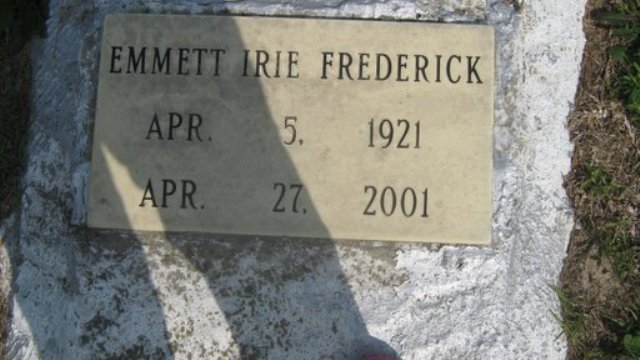 EMMETT IRIE FREDERICK
APR. 5, 1921
APR. 27, 2001